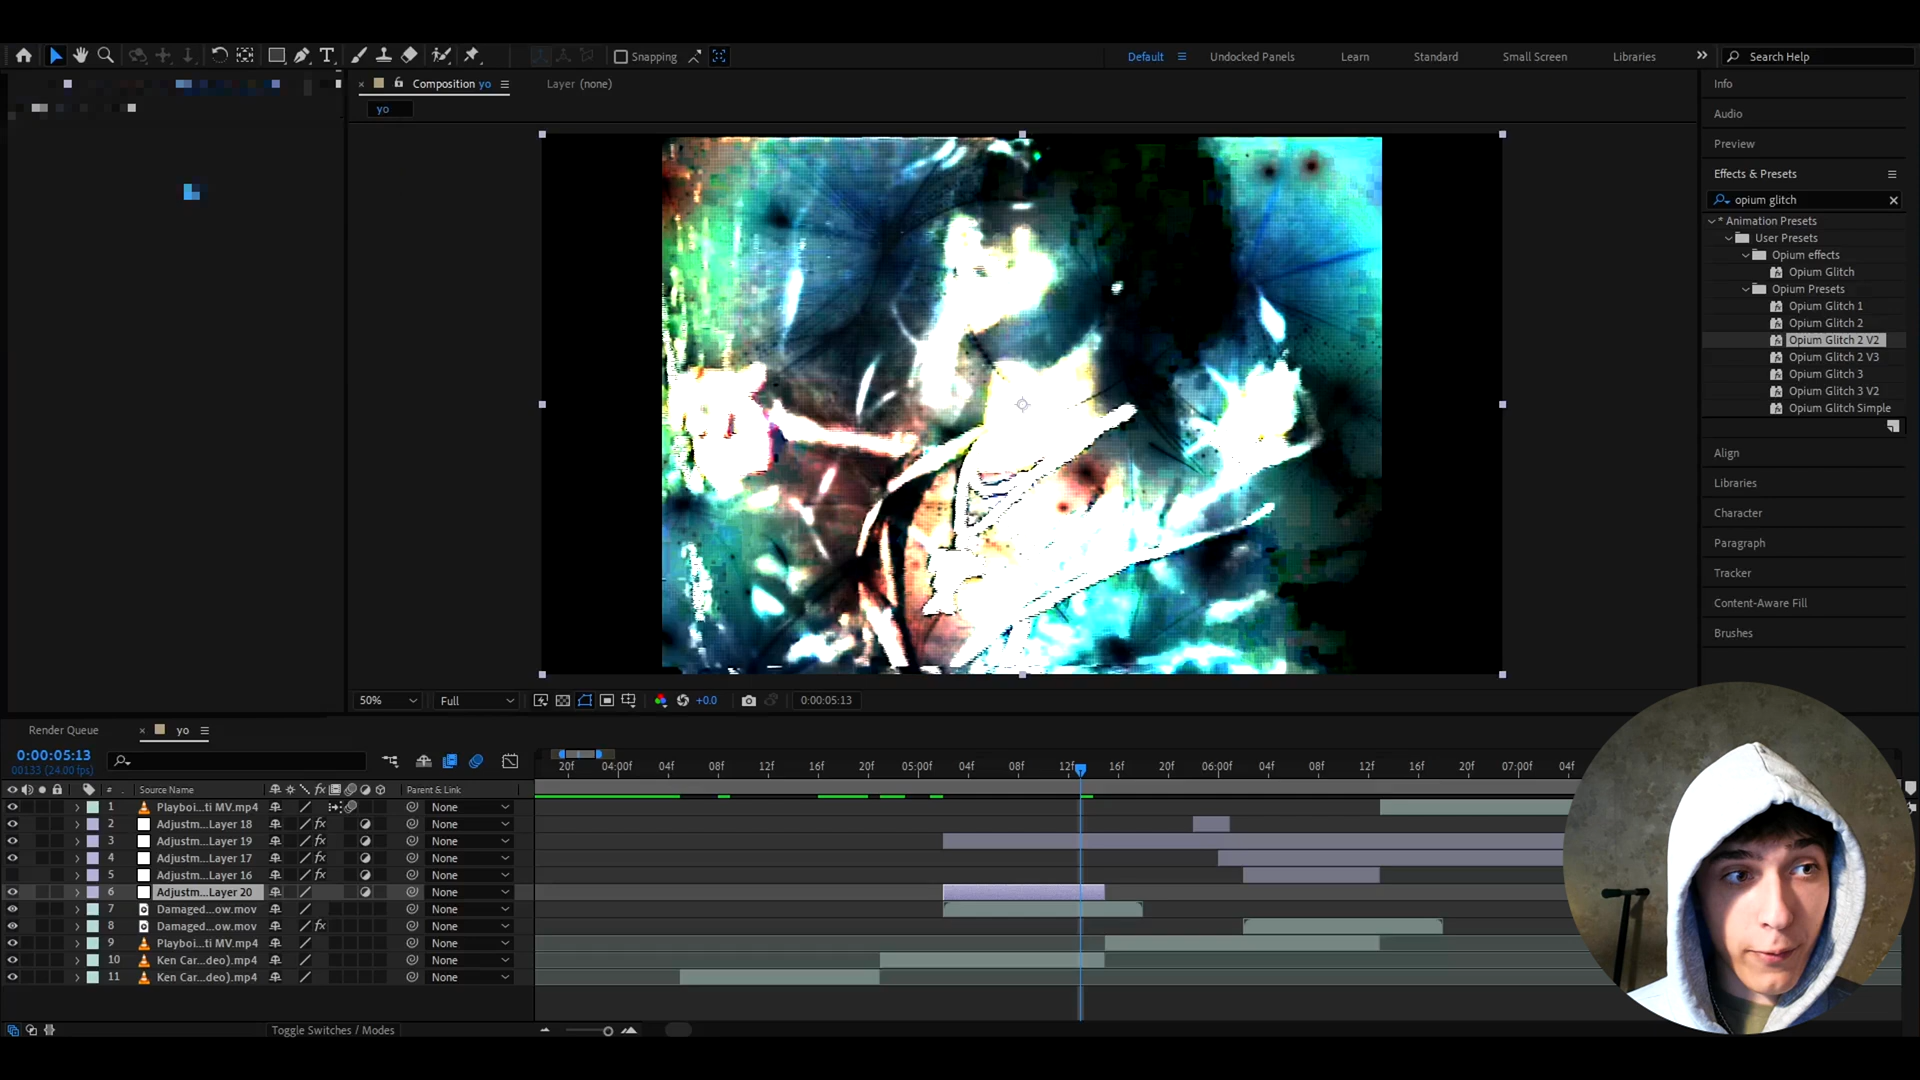 Snapping
Default
Undocked Panels
Learn
Standard
Small Screen
Libraries
Search Help
Composition yo
Layer (none)
yo
Info
Audio
Preview
Effects & Presets
opium glitch
* Animation Presets
User Presets
Opium effects
Opium Glitch
Opium Presets
Opium Glitch 1
Opium Glitch 2
Opium Glitch 2 V2
Opium Glitch 2 V3
Opium Glitch 3
Opium Glitch 3 V2
Opium Glitch Simple
Align
Libraries
Character
Paragraph
Tracker
Content-Aware Fill
Brushes
50%
Full
+0.0
0:00:05:13
Render Queue
yo
0:00:05:13
00133 (24.00 fps)
20f 04:00f 04f 08f 12f 16f 20f 05:00f 04f 08f 12f 16f 20f 06:00f 04f 08f 12f 16f 20f 07:00f 04f
# Source Name fx Parent & Link
1 Playboi...ti MV.mp4 None
2 Adjustm...Layer 18 fx None
3 Adjustm...Layer 19 fx None
4 Adjustm...Layer 17 fx None
5 Adjustm...Layer 16 fx None
6 Adjustm...Layer 20 None
7 Damaged...ow.mov None
8 Damaged...ow.mov fx None
9 Playboi...ti MV.mp4 None
10 Ken Car...deo).mp4 None
11 Ken Car...deo).mp4 None
Toggle Switches / Modes